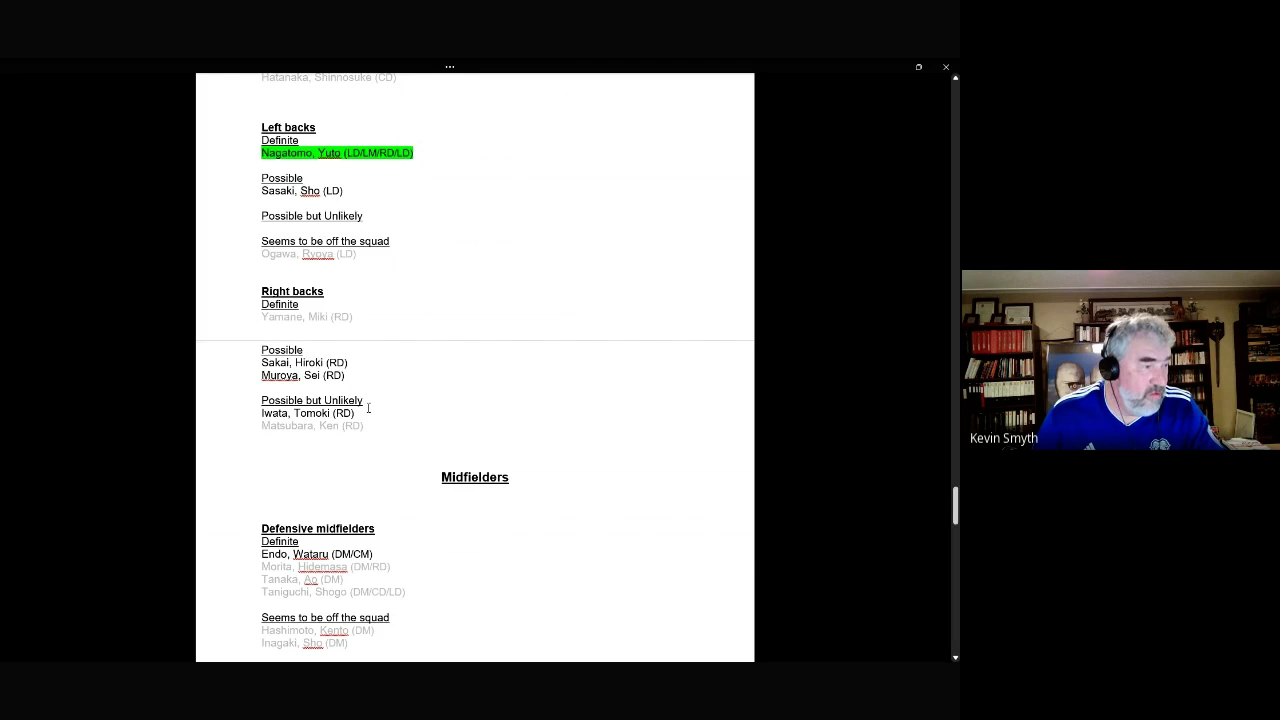 Hatanaka, Shinnosuke (CD)
Left backs
Definite
Nagatomo, Yuto (LD/LM/RD/LD)
Possible
Sasaki, Sho (LD)
Possible but Unlikely
Seems to be off the squad
Ogawa, Ryoya (LD)
Right backs
Definite
Yamane, Miki (RD)
Possible
Sakai, Hiroki (RD)
Muroya, Sei (RD)
Possible but Unlikely
Iwata, Tomoki (RD)
Matsubara, Ken (RD)
Midfielders
Defensive midfielders
Definite
Endo, Wataru (DM/CM)
Morita, Hidemasa (DM/RD)
Tanaka, Ao (DM)
Taniguchi, Shogo (DM/CD/LD)
Seems to be off the squad
Hashimoto, Kento (DM)
Inagaki, Sho (DM)
Kevin Smyth